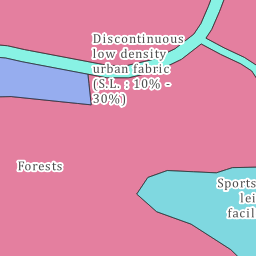 Discontinuous
low density
urban fabric
(S.L. : 10% -
30%)
Forests
Sports
lei
facil